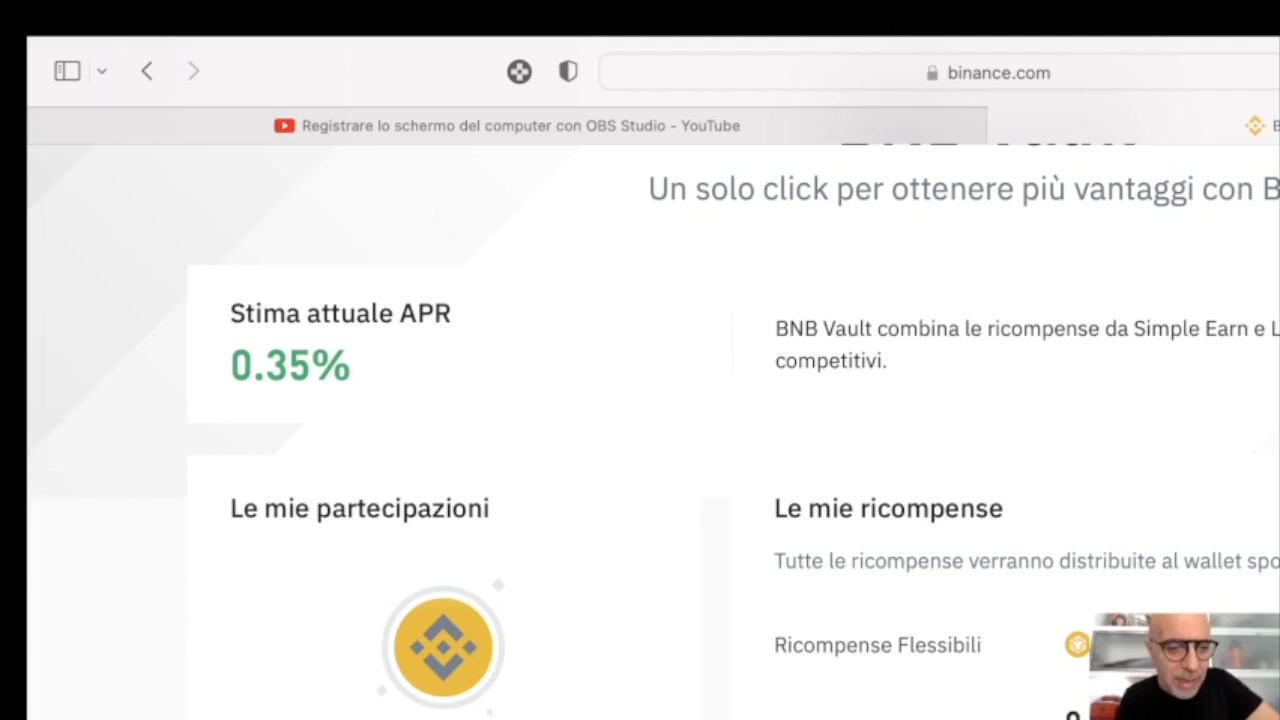 binance.com
Registrare lo schermo del computer con OBS Studio - YouTube
Un solo click per ottenere più vantaggi con
Stima attuale APR
0.35%
BNB Vault combina le ricompense da Simple Earn e
competitivi.
Le mie partecipazioni
Le mie ricompense
Tutte le ricompense verranno distribuite al wallet
Ricompense Flessibili